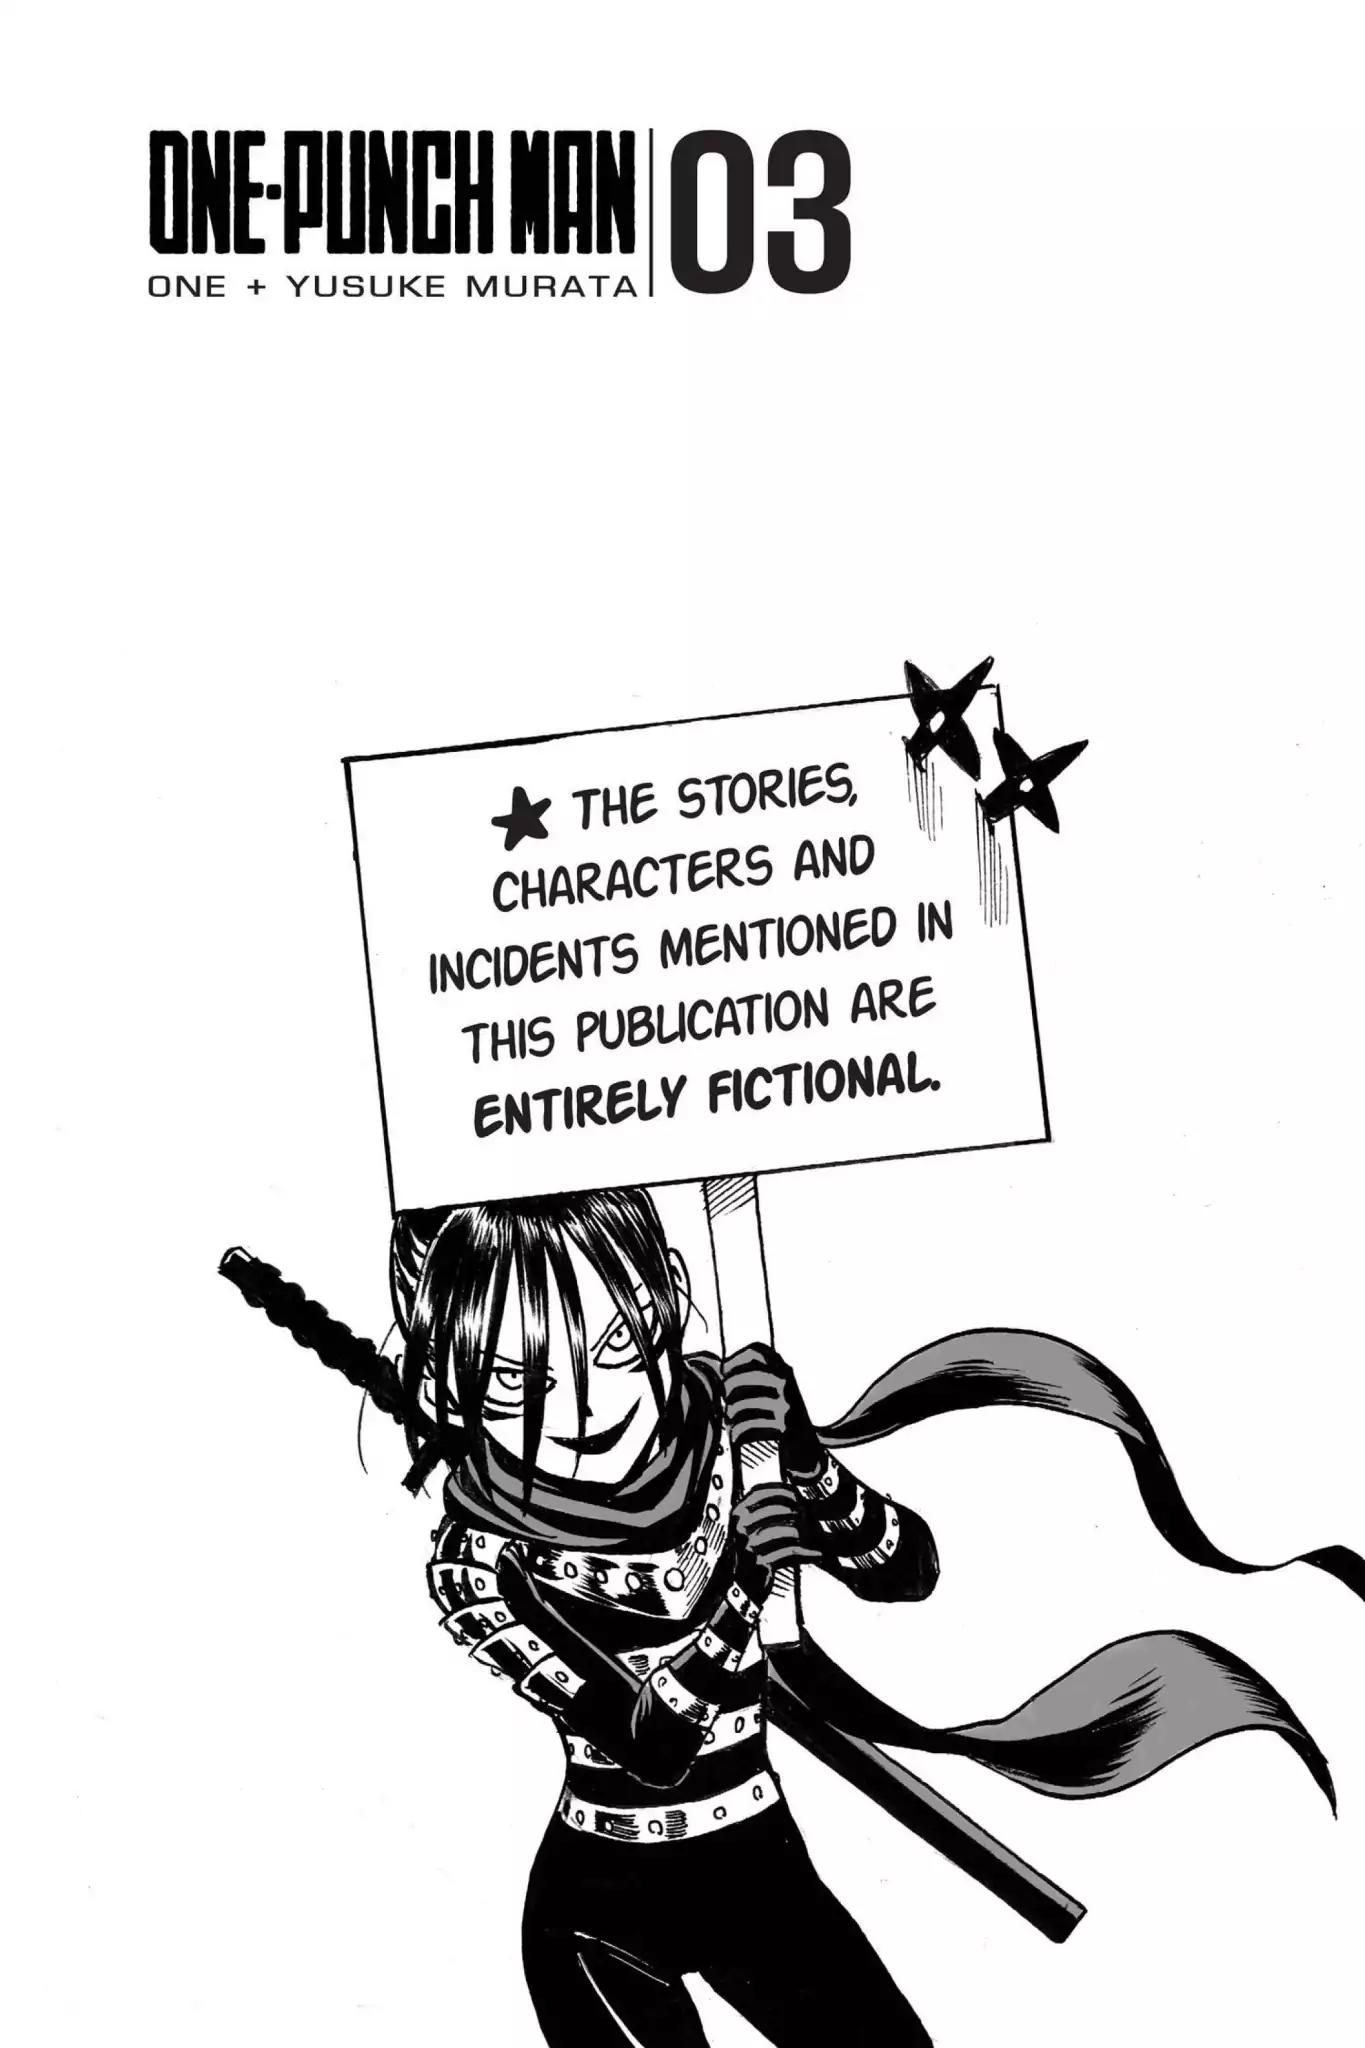 ONE-PUNCH MAN
ONE + YUSUKE MURATA
03
★ THE STORIES,
CHARACTERS AND
INCIDENTS MENTIONED IN
THIS PUBLICATION ARE
ENTIRELY FICTIONAL.